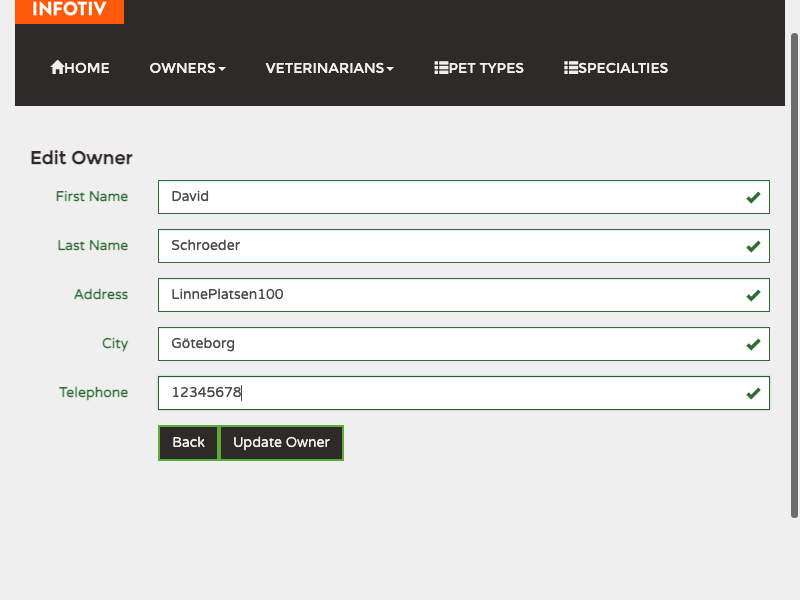 INFOTIV
HOME OWNERS VETERINARIANS PET TYPES SPECIALTIES
Edit Owner
First Name David
Last Name Schroeder
Address LinnePlatsen100
City Göteborg
Telephone 12345678
Back Update Owner